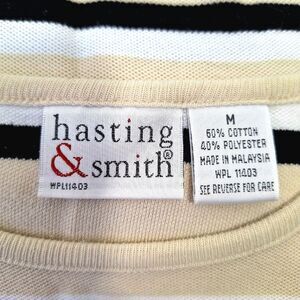 hasting
&smith®
WPL11403
M
60% COTTON
40% POLYESTER
MADE IN MALAYSIA
WPL 11403
SEE REVERSE FOR CARE